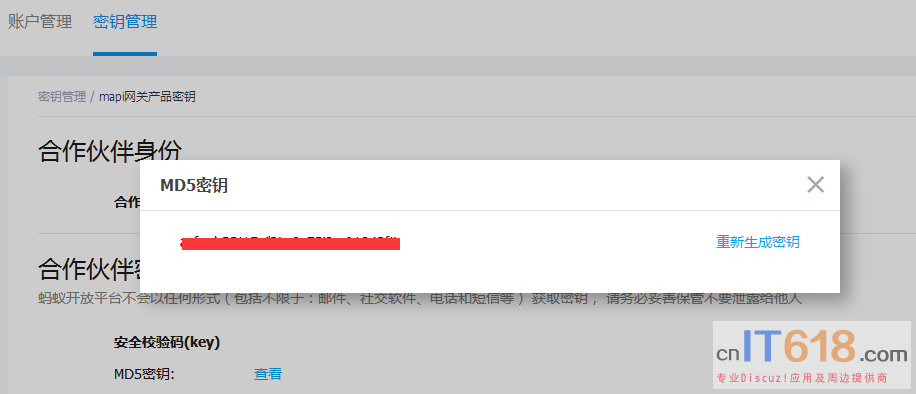 账户管理 密钥管理
密钥管理 / mapi网关产品密钥
合作伙伴身份
MD5密钥
合作
重新生成密钥
合作伙伴密
蚂蚁开放平台不会以任何形式（包括不限于：邮件、社交软件、电话和短信等）获取密钥，请务必妥善保管不要泄露给他人
安全校验码(key)
MD5密钥： 查看
cnIT618.com
专业Discuz!应用及周边提供商